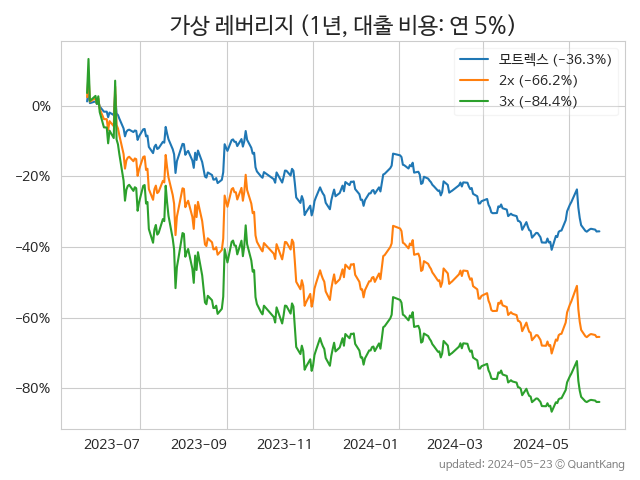 가상 레버리지 (1년, 대출 비용: 연 5%)
모트렉스 (−36.3%)
2x (−66.2%)
3x (−84.4%)
0%
−20%
−40%
−60%
−80%
2023-07
2023-09
2023-11
2024-01
2024-03
2024-05
updated: 2024-05-23 © QuantKang